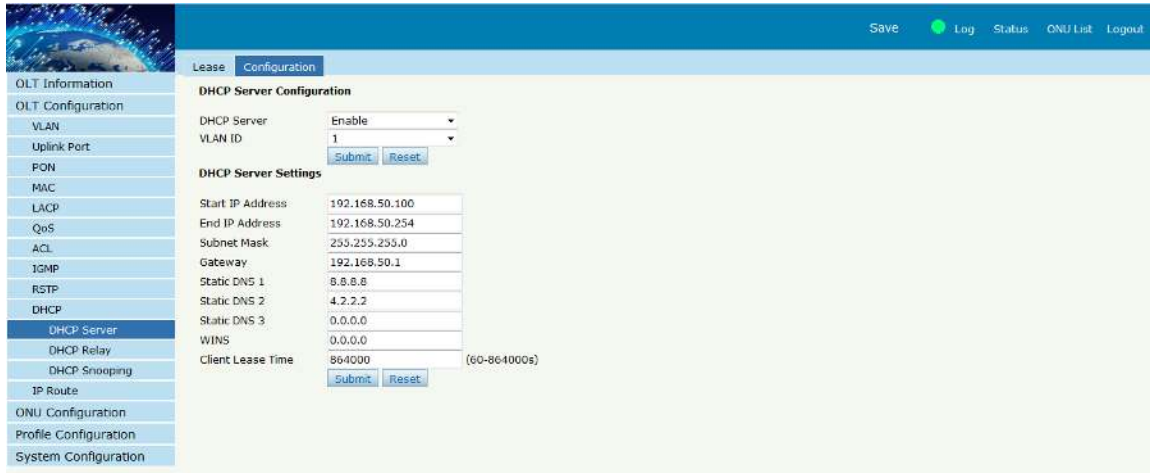 Save Log Status ONU List Logout
Lease Configuration
OLT Information
OLT Configuration
VLAN
Uplink Port
PON
MAC
LACP
QoS
ACL
IGMP
RSTP
DHCP
DHCP Server
DHCP Relay
DHCP Snooping
IP Route
ONU Configuration
Profile Configuration
System Configuration
DHCP Server Configuration
DHCP Server Enable
VLAN ID 1
Submit Reset
DHCP Server Settings
Start IP Address 192.168.50.100
End IP Address 192.168.50.254
Subnet Mask 255.255.255.0
Gateway 192.168.50.1
Static DNS 1 8.8.8.8
Static DNS 2 4.2.2.2
Static DNS 3 0.0.0.0
WINS 0.0.0.0
Client Lease Time 864000 (60-864000s)
Submit Reset